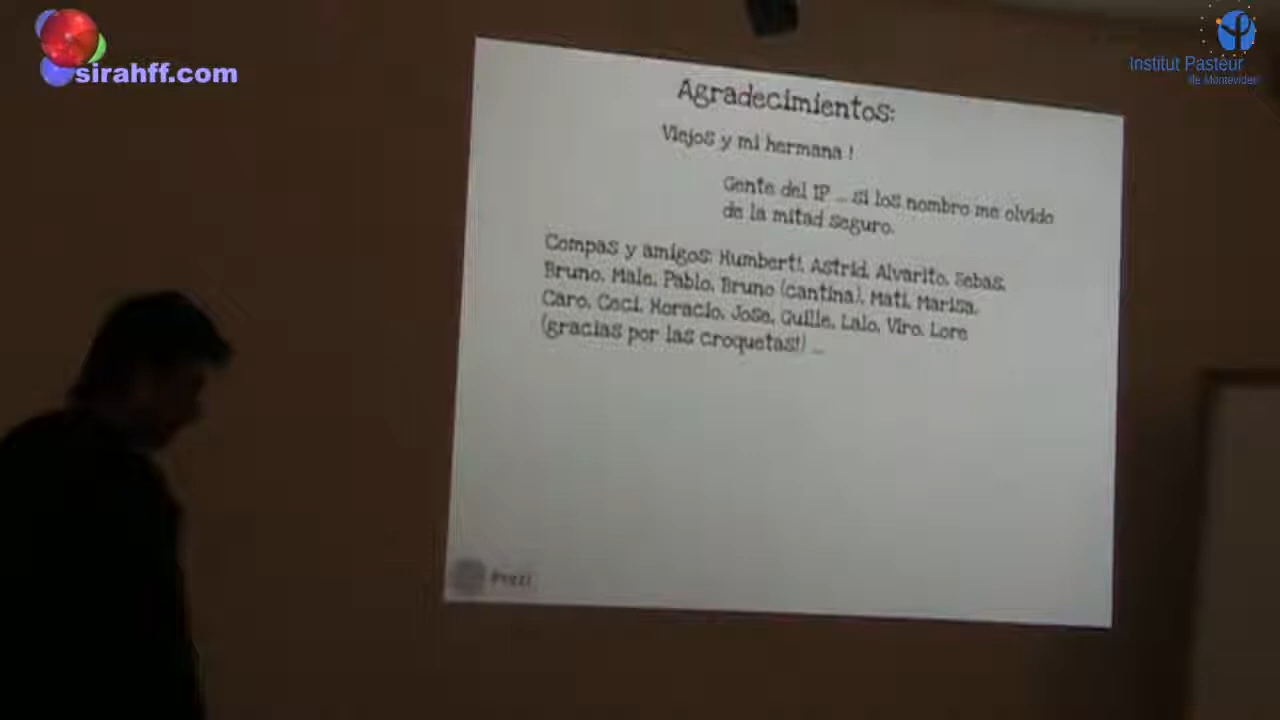 sirahff.com
Institut Pasteur
de Montevideo
Agradecimientos:
Viejos y mi hermana !
Gente del IP ... si los nombro me olvido
de la mitad seguro.
Compas y amigos: Humberti, Astrid, Alvarito, Sebas,
Bruno, Male, Pablo, Bruno (cantina), Mati, Marisa,
Caro, Ceci, Horacio, Jose, Guille, Lalo, Viro, Lore
(gracias por las croquetas!) ...
Prezi